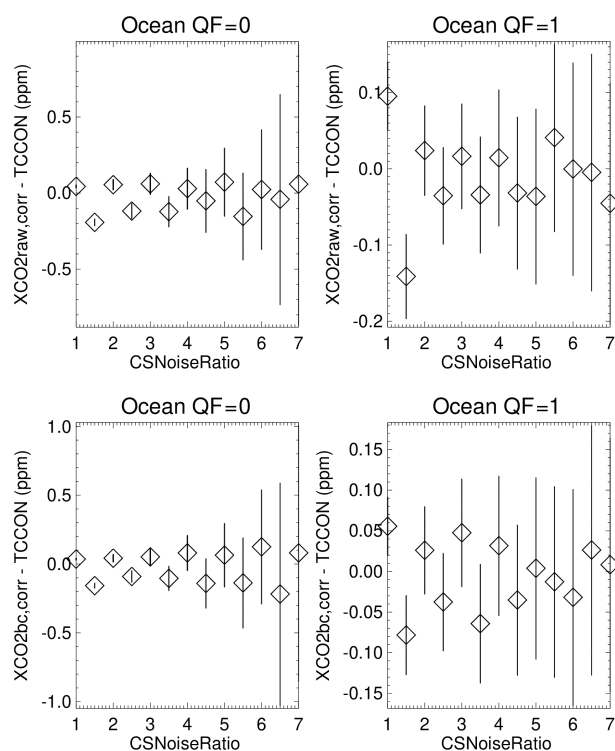 Ocean QF=0
XCO2raw,corr - TCCON (ppm)
0.5
0.0
-0.5
1 2 3 4 5 6 7
CSNoiseRatio
Ocean QF=1
XCO2raw,corr - TCCON (ppm)
0.1
0.0
-0.1
-0.2
1 2 3 4 5 6 7
CSNoiseRatio
Ocean QF=0
XCO2bc,corr - TCCON (ppm)
1.0
0.5
0.0
-0.5
-1.0
1 2 3 4 5 6 7
CSNoiseRatio
Ocean QF=1
XCO2bc,corr - TCCON (ppm)
0.15
0.10
0.05
0.00
-0.05
-0.10
-0.15
1 2 3 4 5 6 7
CSNoiseRatio